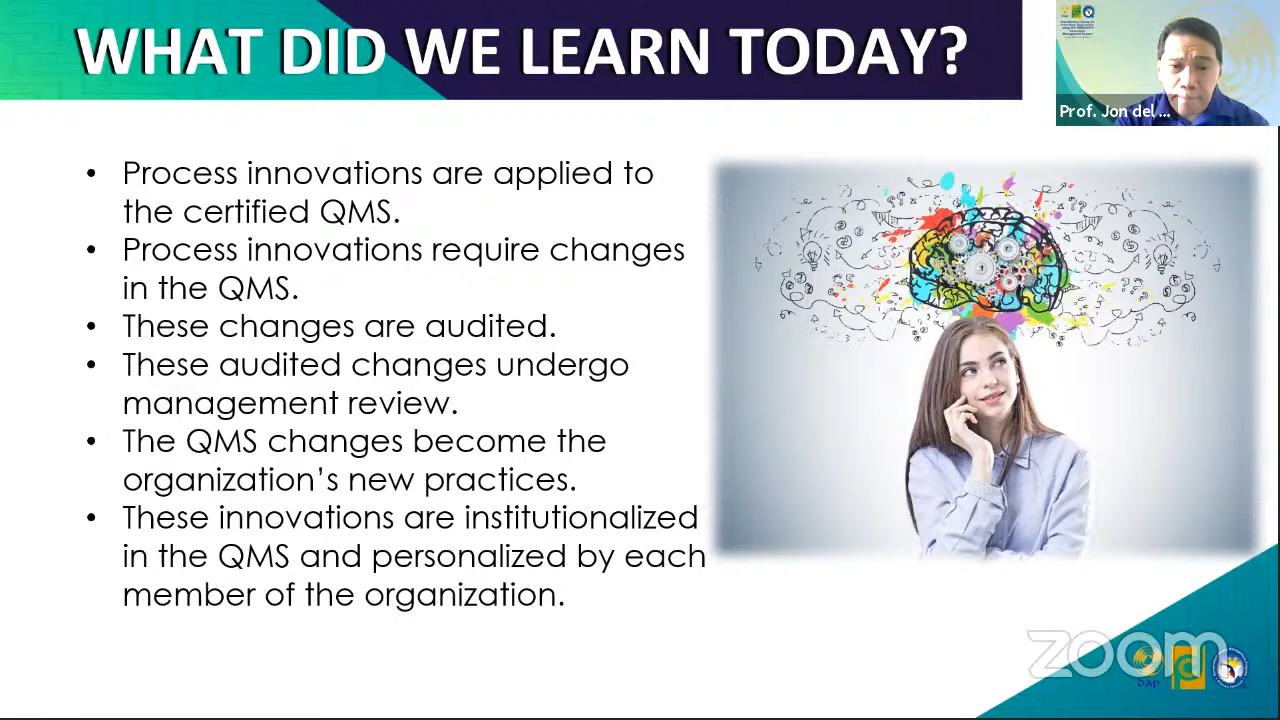 WHAT DID WE LEARN TODAY?
Prof. Jon del ...
• Process innovations are applied to
the certified QMS.
• Process innovations require changes
in the QMS.
• These changes are audited.
• These audited changes undergo
management review.
• The QMS changes become the
organization's new practices.
• These innovations are institutionalized
in the QMS and personalized by each
member of the organization.
zoom
dap